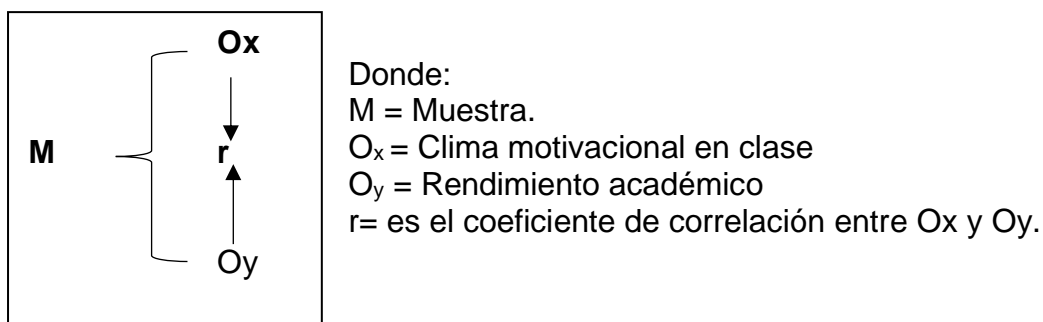 Ox
M
r
Oy
Donde:
M = Muestra.
Ox = Clima motivacional en clase
Oy = Rendimiento académico
r= es el coeficiente de correlación entre Ox y Oy.